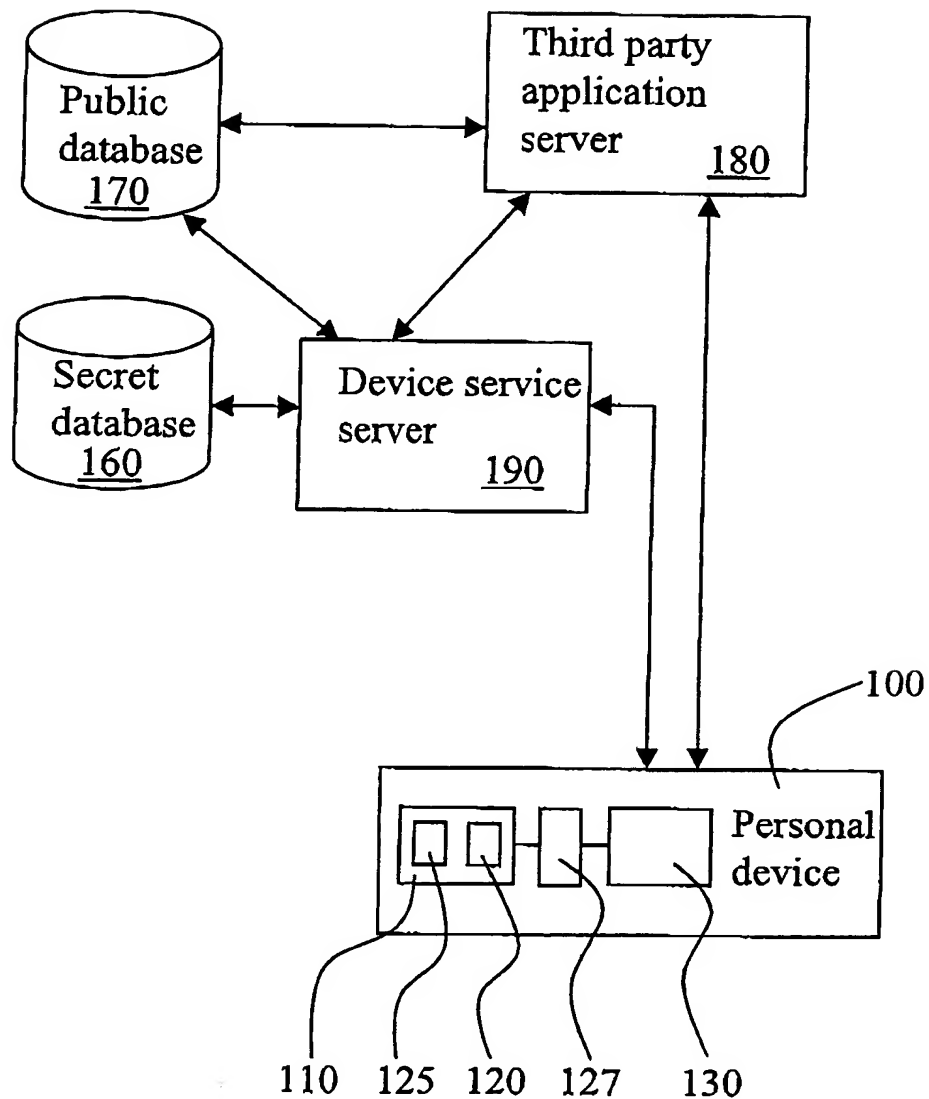 Public
database
170
Third party
application
server
180
Secret
database
160
Device service
server
190
100
Personal
device
110
125
120
127
130